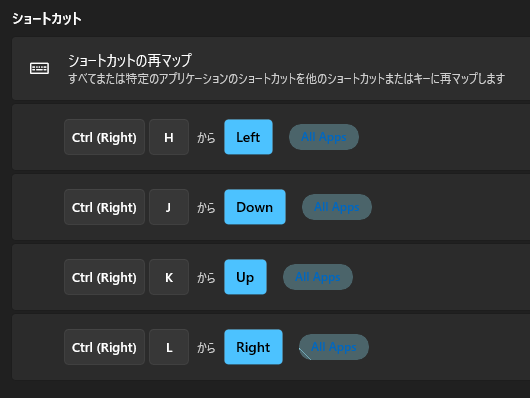 ショートカット
ショートカットの再マップ
すべてまたは特定のアプリケーションのショートカットを他のショートカットまたはキーに再マップします
Ctrl (Right) H から Left All Apps
Ctrl (Right) J から Down All Apps
Ctrl (Right) K から Up All Apps
Ctrl (Right) L から Right All Apps